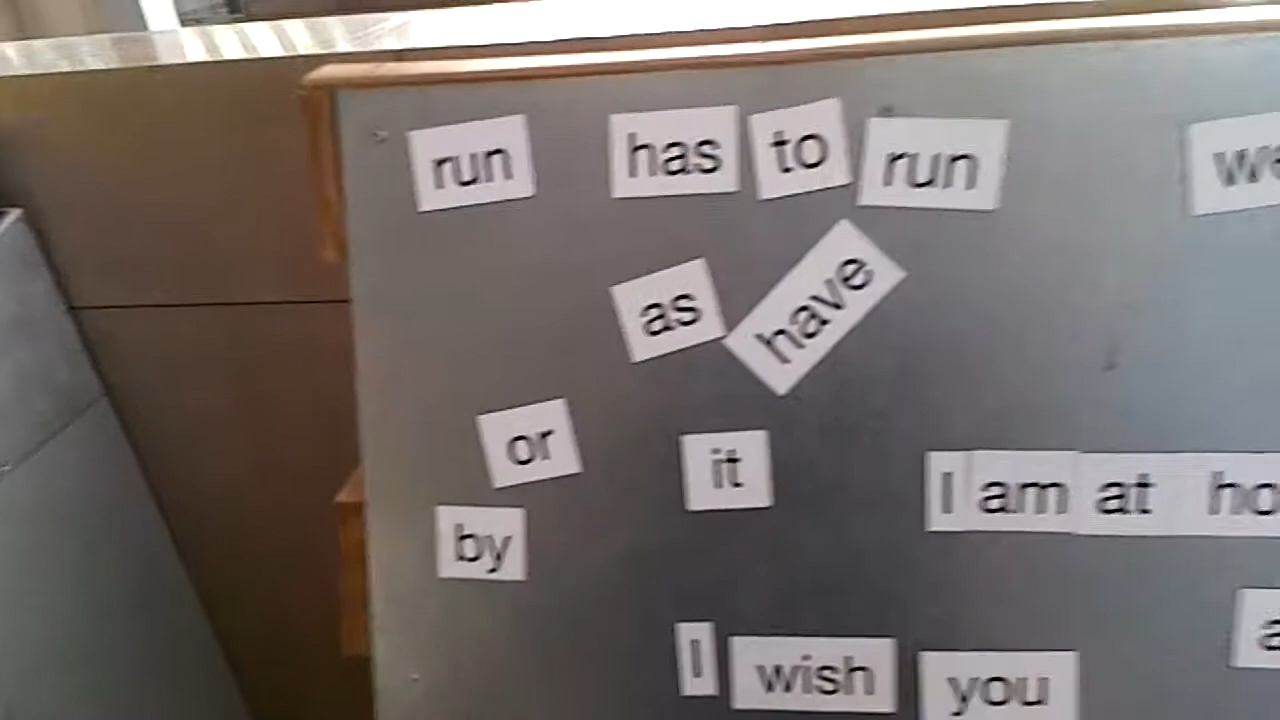 run has to run
as have
or it
I am at
by
I wish you